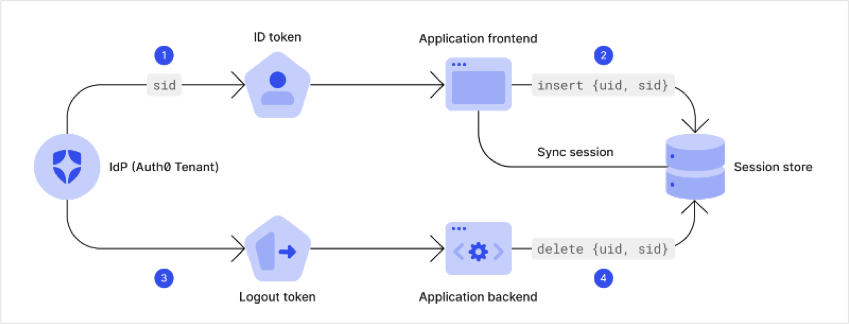 ID token
Application frontend
1
2
sid
insert {uid, sid}
Sync session
IdP (Auth0 Tenant)
Session store
delete {uid, sid}
3
4
Logout token
Application backend